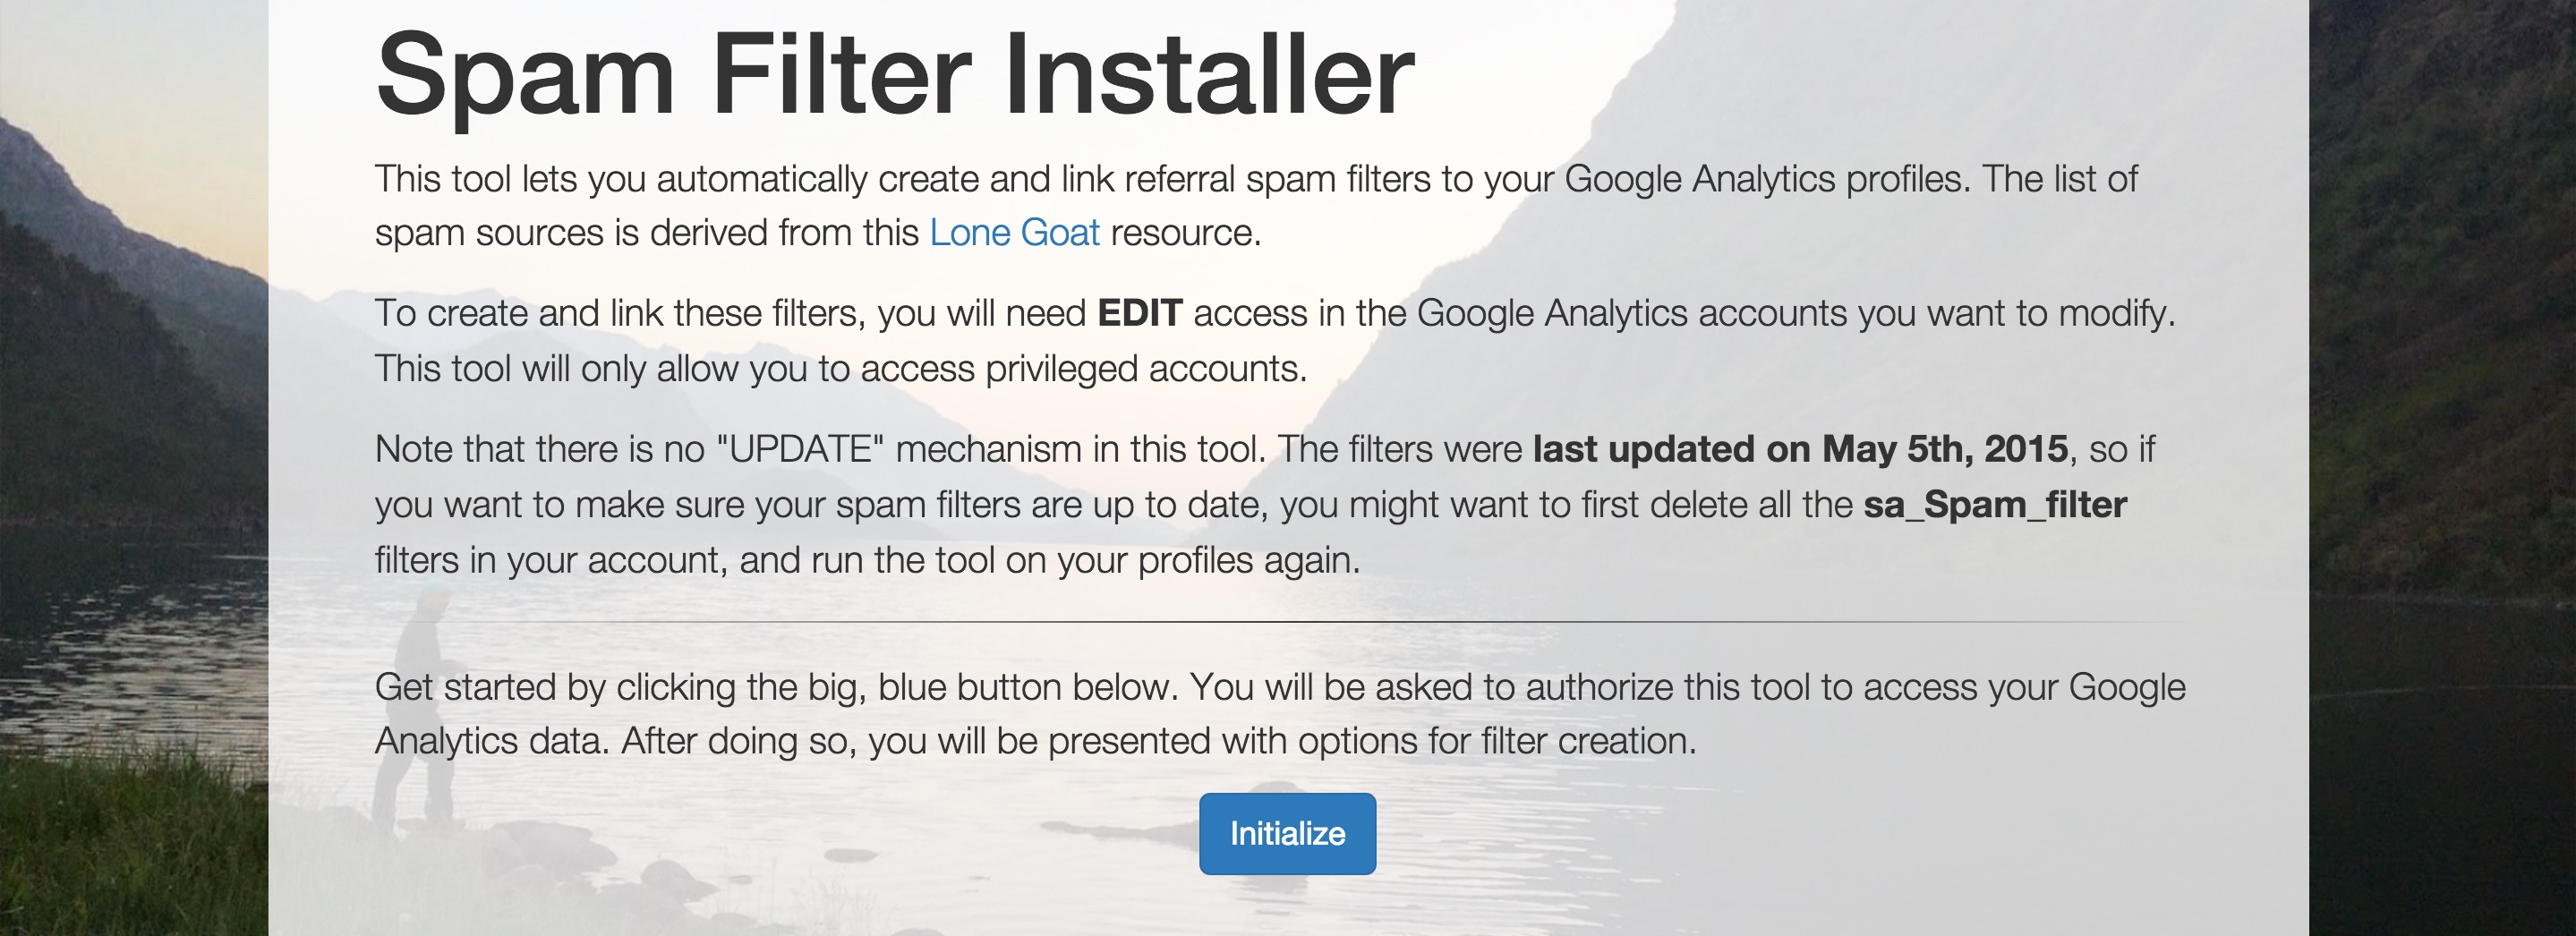 Spam Filter Installer
This tool lets you automatically create and link referral spam filters to your Google Analytics profiles. The list of
spam sources is derived from this Lone Goat resource.
To create and link these filters, you will need EDIT access in the Google Analytics accounts you want to modify.
This tool will only allow you to access privileged accounts.
Note that there is no "UPDATE" mechanism in this tool. The filters were last updated on May 5th, 2015, so if
you want to make sure your spam filters are up to date, you might want to first delete all the sa_Spam_filter
filters in your account, and run the tool on your profiles again.
Get started by clicking the big, blue button below. You will be asked to authorize this tool to access your Google
Analytics data. After doing so, you will be presented with options for filter creation.
Initialize